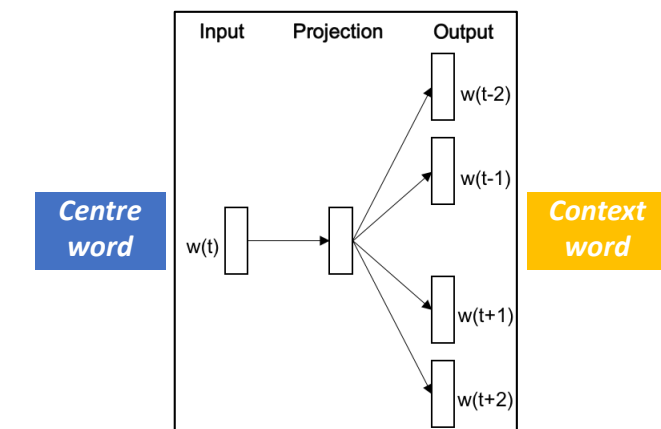 Input Projection Output
w(t-2)
w(t-1)
Centre
word
w(t)
Context
word
w(t+1)
w(t+2)